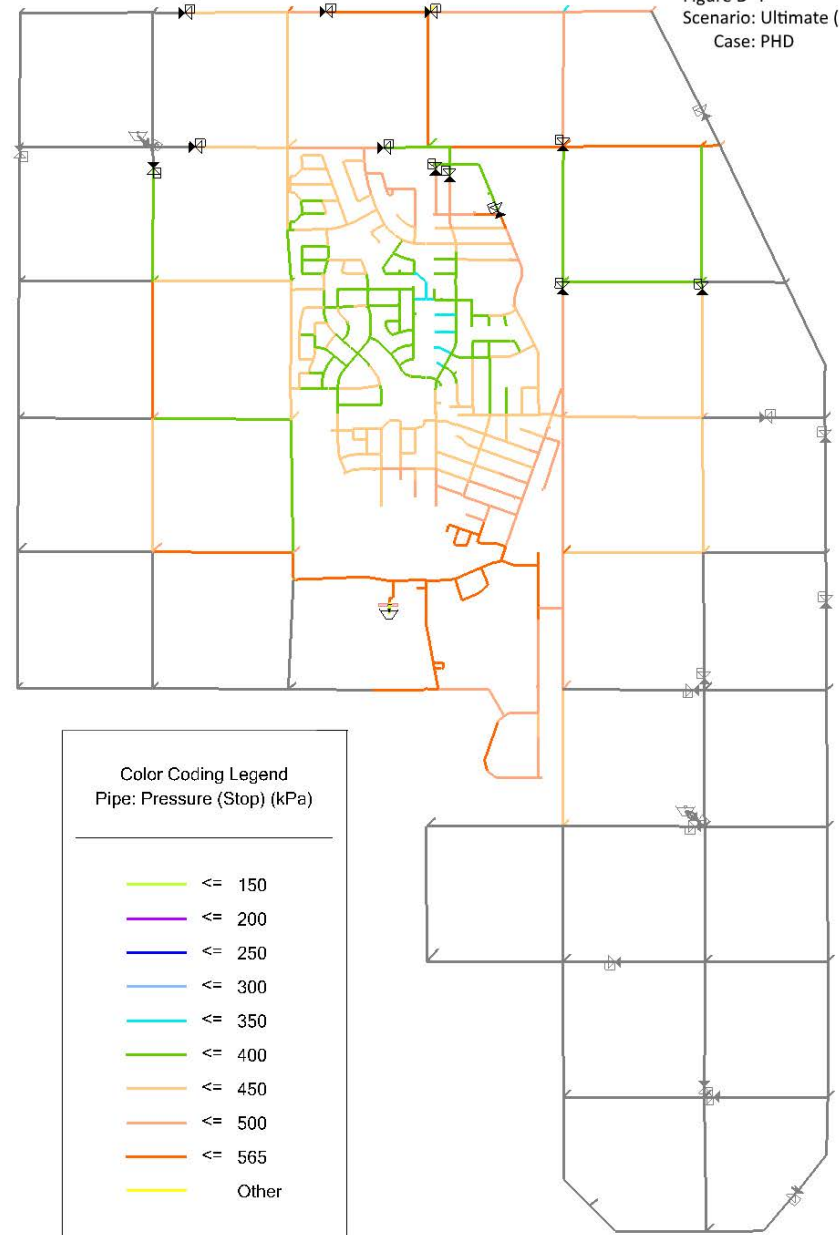 Scenario: Ultimate (
Case: PHD
Color Coding Legend
Pipe: Pressure (Stop) (kPa)
<= 150
<= 200
<= 250
<= 300
<= 350
<= 400
<= 450
<= 500
<= 565
Other